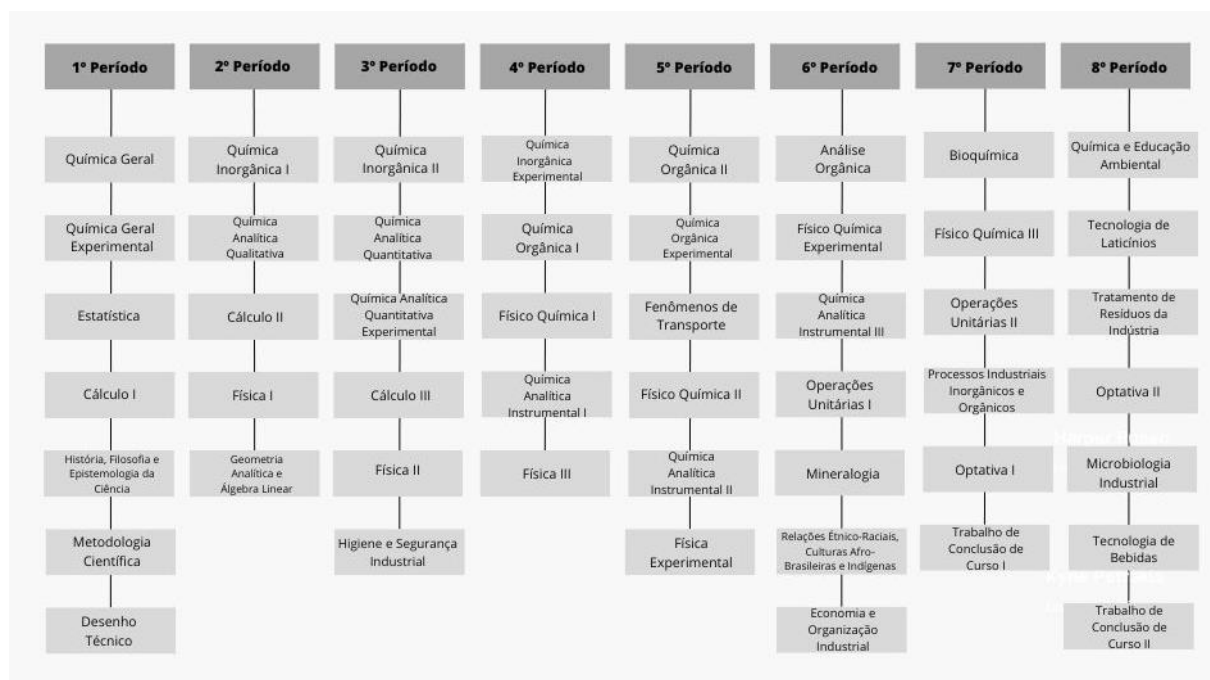 1º Período
Química Geral
Química Geral
Experimental
Estatística
Cálculo I
História, Filosofia e
Epistemologia da
Ciência
Metodologia
Científica
Desenho
Técnico
2º Período
Química
Inorgânica I
Química
Analítica
Qualitativa
Cálculo II
Física I
Geometria
Analítica e
Álgebra Linear
3º Período
Química
Inorgânica II
Química
Analítica
Quantitativa
Química Analítica
Quantitativa
Experimental
Cálculo III
Física II
Higiene e Segurança
Industrial
4º Período
Química
Inorgânica
Experimental
Química
Orgânica I
Físico Química I
Química
Analítica
Instrumental I
Física III
5º Período
Química
Orgânica II
Química
Orgânica
Experimental
Fenômenos de
Transporte
Físico Química II
Química
Analítica
Instrumental II
Física
Experimental
6º Período
Análise
Orgânica
Físico Química
Experimental
Química
Analítica
Instrumental III
Operações
Unitárias I
Mineralogia
Relações Étnico-Raciais,
Culturas Afro-
Brasileiras e Indígenas
Economia e
Organização
Industrial
7º Período
Bioquímica
Físico Química III
Operações
Unitárias II
Processos Industriais
Inorgânicos e
Orgânicos
Optativa I
Trabalho de
Conclusão de
Curso I
8º Período
Química e Educação
Ambiental
Tecnologia de
Laticínios
Tratamento de
Resíduos da
Indústria
Optativa II
Microbiologia
Industrial
Tecnologia de
Bebidas
Trabalho de
Conclusão de
Curso II